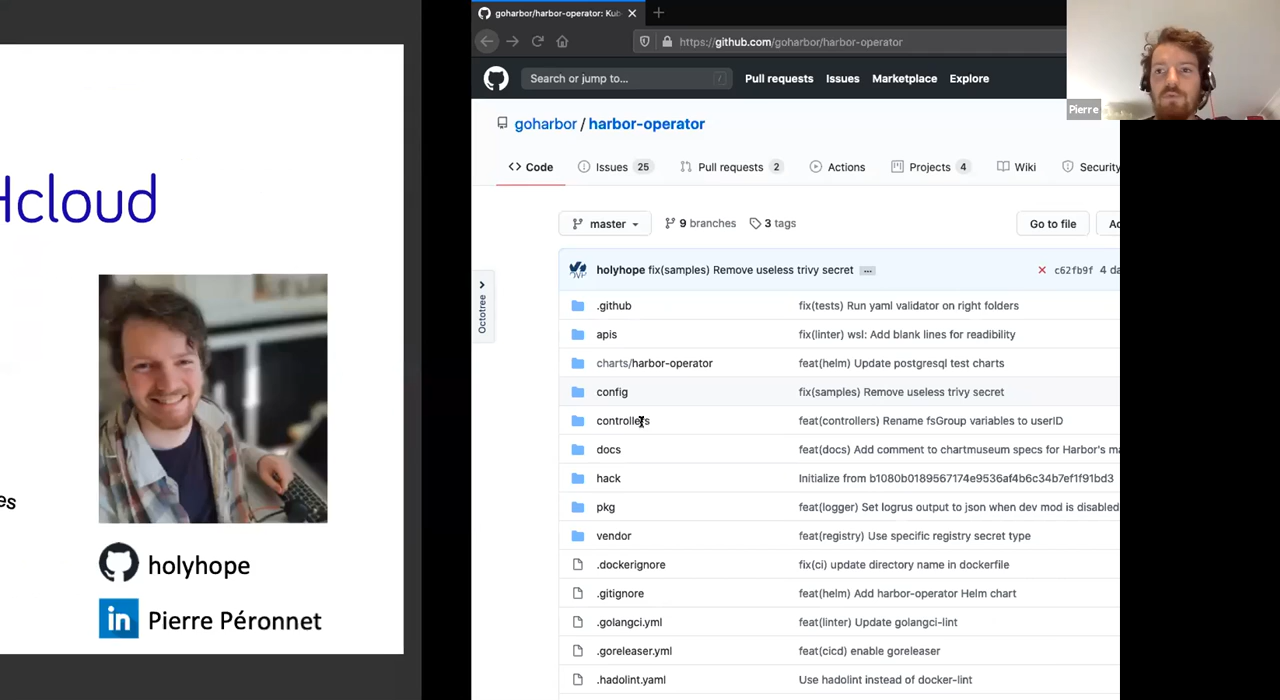 Hcloud
es
holyhope
in
Pierre Péronnet
goharbor/harbor-operator: Kub
https://github.com/goharbor/harbor-operator
Search or jump to...
/
Pull requests
Issues
Marketplace
Explore
Pierre
goharbor / harbor-operator
Code
Issues 25
Pull requests 2
Actions
Projects 4
Wiki
Security
master
9 branches
3 tags
Go to file
Ad
Octotree
holyhope fix(samples) Remove useless trivy secret ...
c62fb9f 4 da
.github fix(tests) Run yaml validator on right folders
apis fix(linter) wsl: Add blank lines for readibility
charts/harbor-operator feat(helm) Update postgresql test charts
config fix(samples) Remove useless trivy secret
controllers feat(controllers) Rename fsGroup variables to userID
docs feat(docs) Add comment to chartmuseum specs for Harbor's ma
hack Initialize from b1080b0189567174e9536af4b6c34b7ef1f91bd3
pkg feat(logger) Set logrus output to json when dev mod is disabled
vendor feat(registry) Use specific registry secret type
.dockerignore fix(ci) update directory name in dockerfile
.gitignore feat(helm) Add harbor-operator Helm chart
.golangci.yml feat(linter) Update golangci-lint
.goreleaser.yml feat(cicd) enable goreleaser
.hadolint.yaml Use hadolint instead of docker-lint